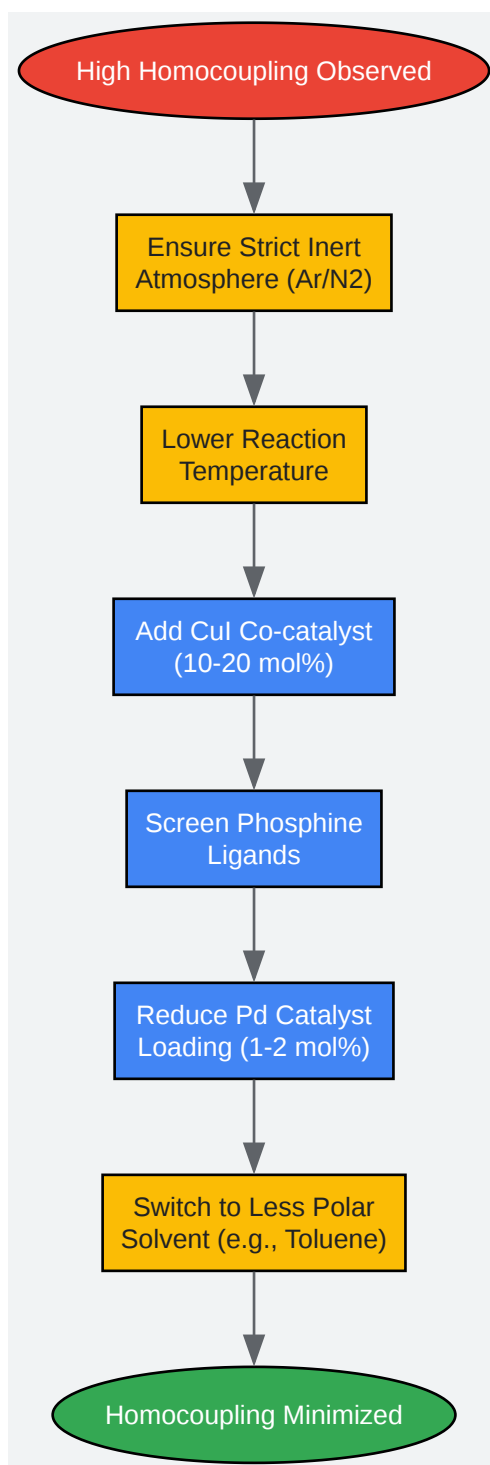 High Homocoupling Observed
Ensure Strict Inert
Atmosphere (Ar/N2)
Lower Reaction
Temperature
Add CuI Co-catalyst
(10-20 mol%)
Screen Phosphine
Ligands
Reduce Pd Catalyst
Loading (1-2 mol%)
Switch to Less Polar
Solvent (e.g., Toluene)
Homocoupling Minimized